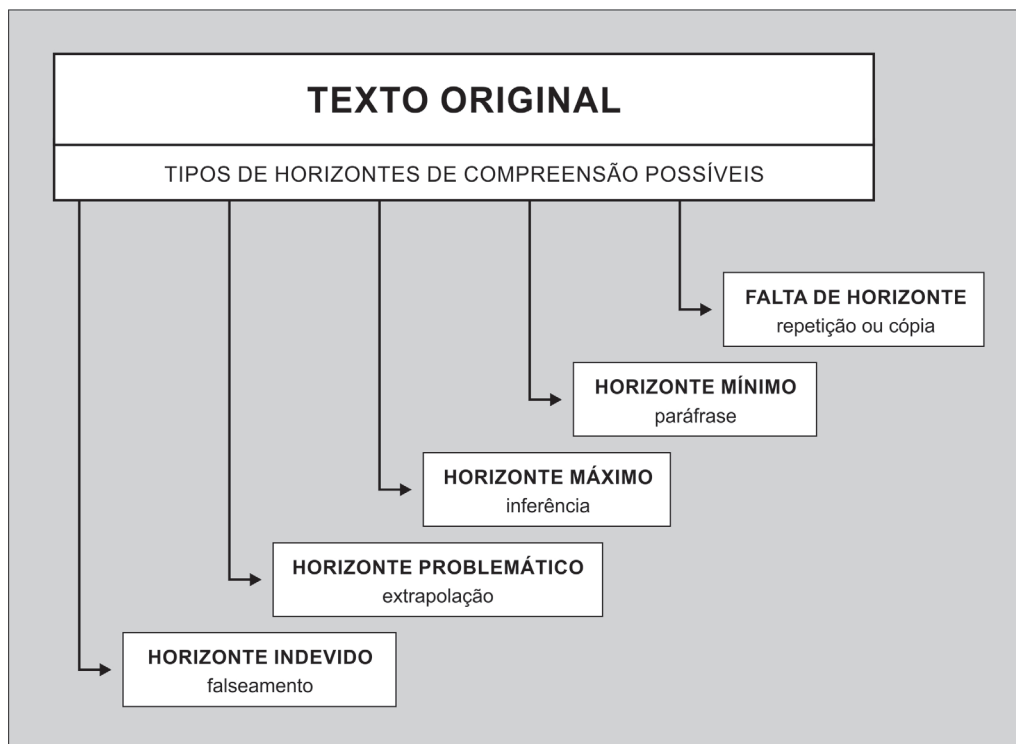 TEXTO ORIGINAL
TIPOS DE HORIZONTES DE COMPREENSÃO POSSÍVEIS
FALTA DE HORIZONTE
repetição ou cópia
HORIZONTE MÍNIMO
paráfrase
HORIZONTE MÁXIMO
inferência
HORIZONTE PROBLEMÁTICO
extrapolação
HORIZONTE INDEVIDO
falseamento